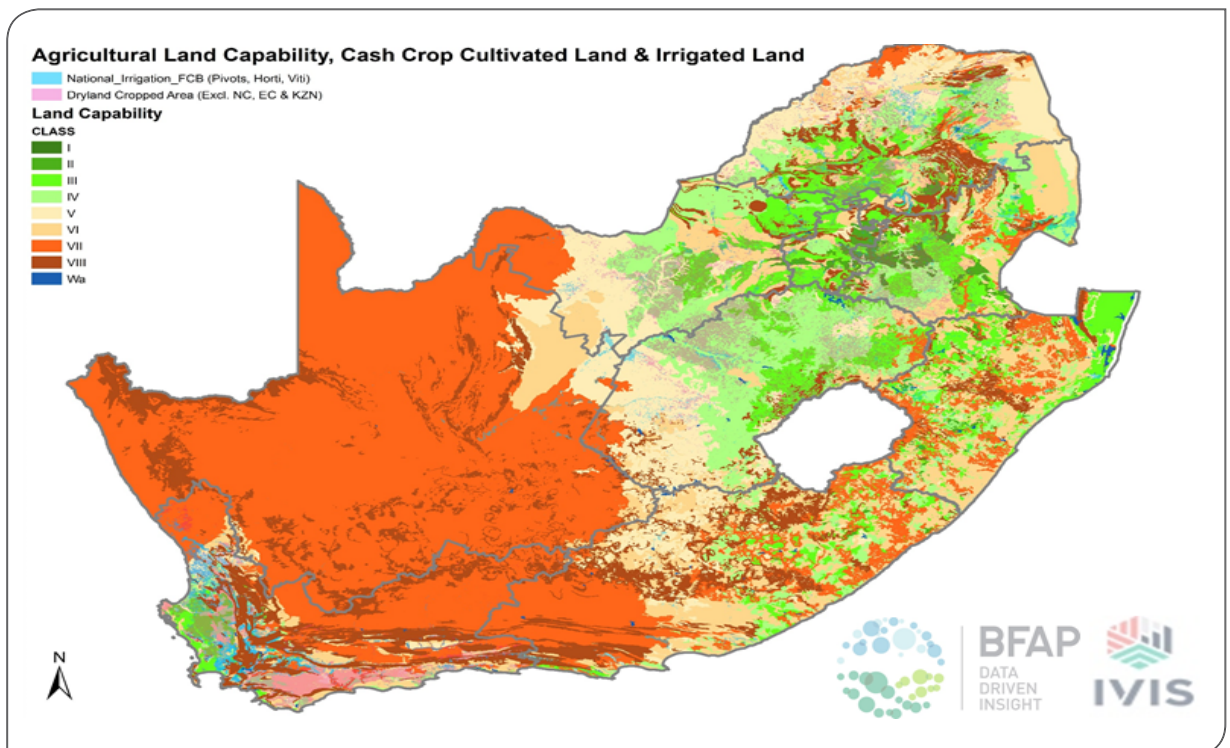 Agricultural Land Capability, Cash Crop Cultivated Land & Irrigated Land
National_Irrigation_FCB (Pivots, Horti, Viti)
Dryland Cropped Area (Excl. NC, EC & KZN)
Land Capability
CLASS
I
II
III
IV
V
VI
VII
VIII
Wa
N
BFAP
DATA
DRIVEN
INSIGHT
IVIS